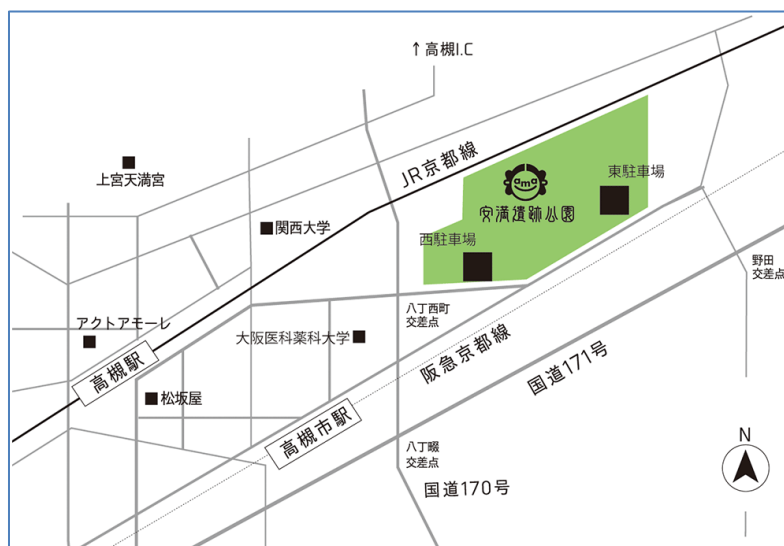 ↑高槻I.C
JR京都線
東駐車場
上宮天満宮
ama
安満遺跡公園
関西大学
西駐車場
野田
交差点
八丁西町
交差点
アクトアモーレ
大阪医科薬科大学
阪急京都線
高槻駅
国道171号
松坂屋
高槻市駅
八丁畷
交差点
国道170号
N